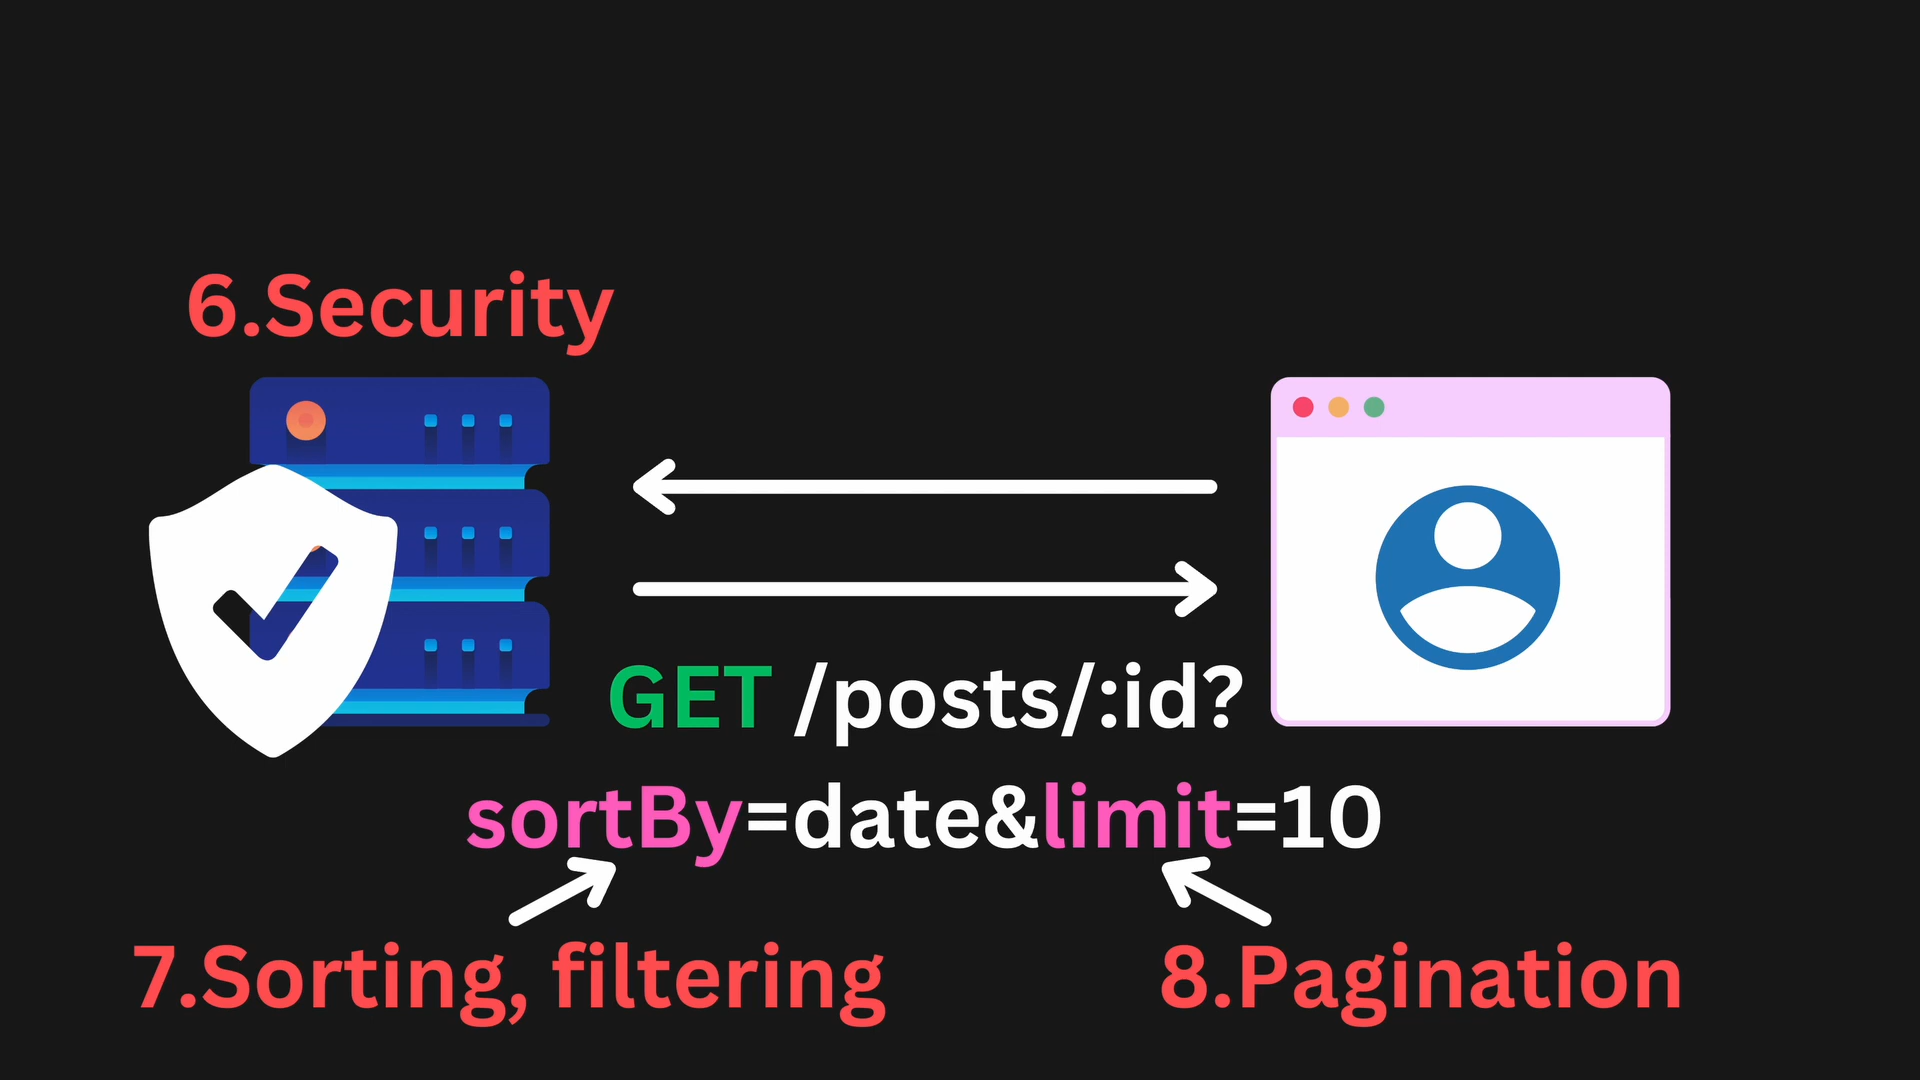 6.Security
GET /posts/:id?
sortBy=date&limit=10
7.Sorting, filtering
8.Pagination